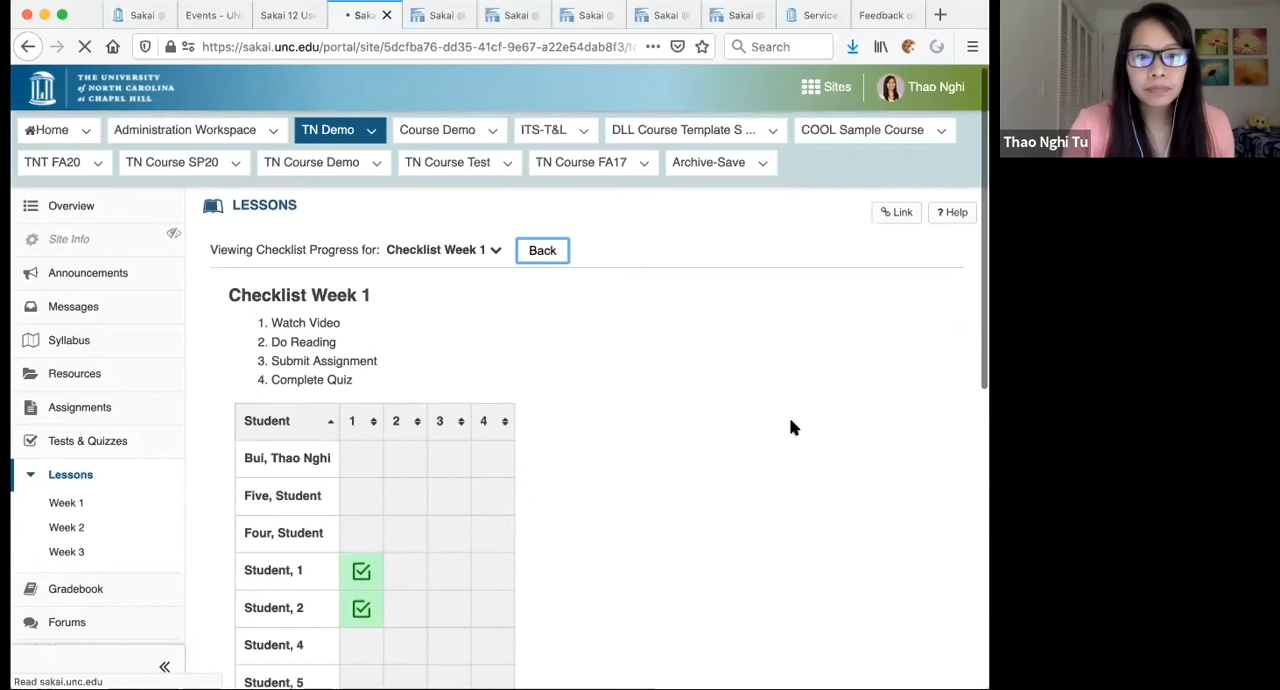 Sakai @
Events - UN
Sakai 12 Us
Saka
Sakai @
Sakai @
Sakai @
Sakai @
Sakai @
Service
Feedback o
https://sakai.unc.edu/portal/site/5dcfba76-dd35-41cf-9e67-a22e54dab8f3/to
Search
THE UNIVERSITY
of NORTH CAROLINA
at CHAPEL HILL
Sites
Thao Nghi
Home
Administration Workspace
TN Demo
Course Demo
ITS-T&L
DLL Course Template S ...
COOL Sample Course
TNT FA20
TN Course SP20
TN Course Demo
TN Course Test
TN Course FA17
Archive-Save
Overview
Site Info
Announcements
Messages
Syllabus
Resources
Assignments
Tests & Quizzes
Lessons
Week 1
Week 2
Week 3
Gradebook
Forums
Read sakai.unc.edu
LESSONS
Link
? Help
Viewing Checklist Progress for: Checklist Week 1 Back
Checklist Week 1
1. Watch Video
2. Do Reading
3. Submit Assignment
4. Complete Quiz
Student 1 2 3 4
Bui, Thao Nghi
Five, Student
Four, Student
Student, 1
Student, 2
Student, 4
Student, 5
Thao Nghi Tu